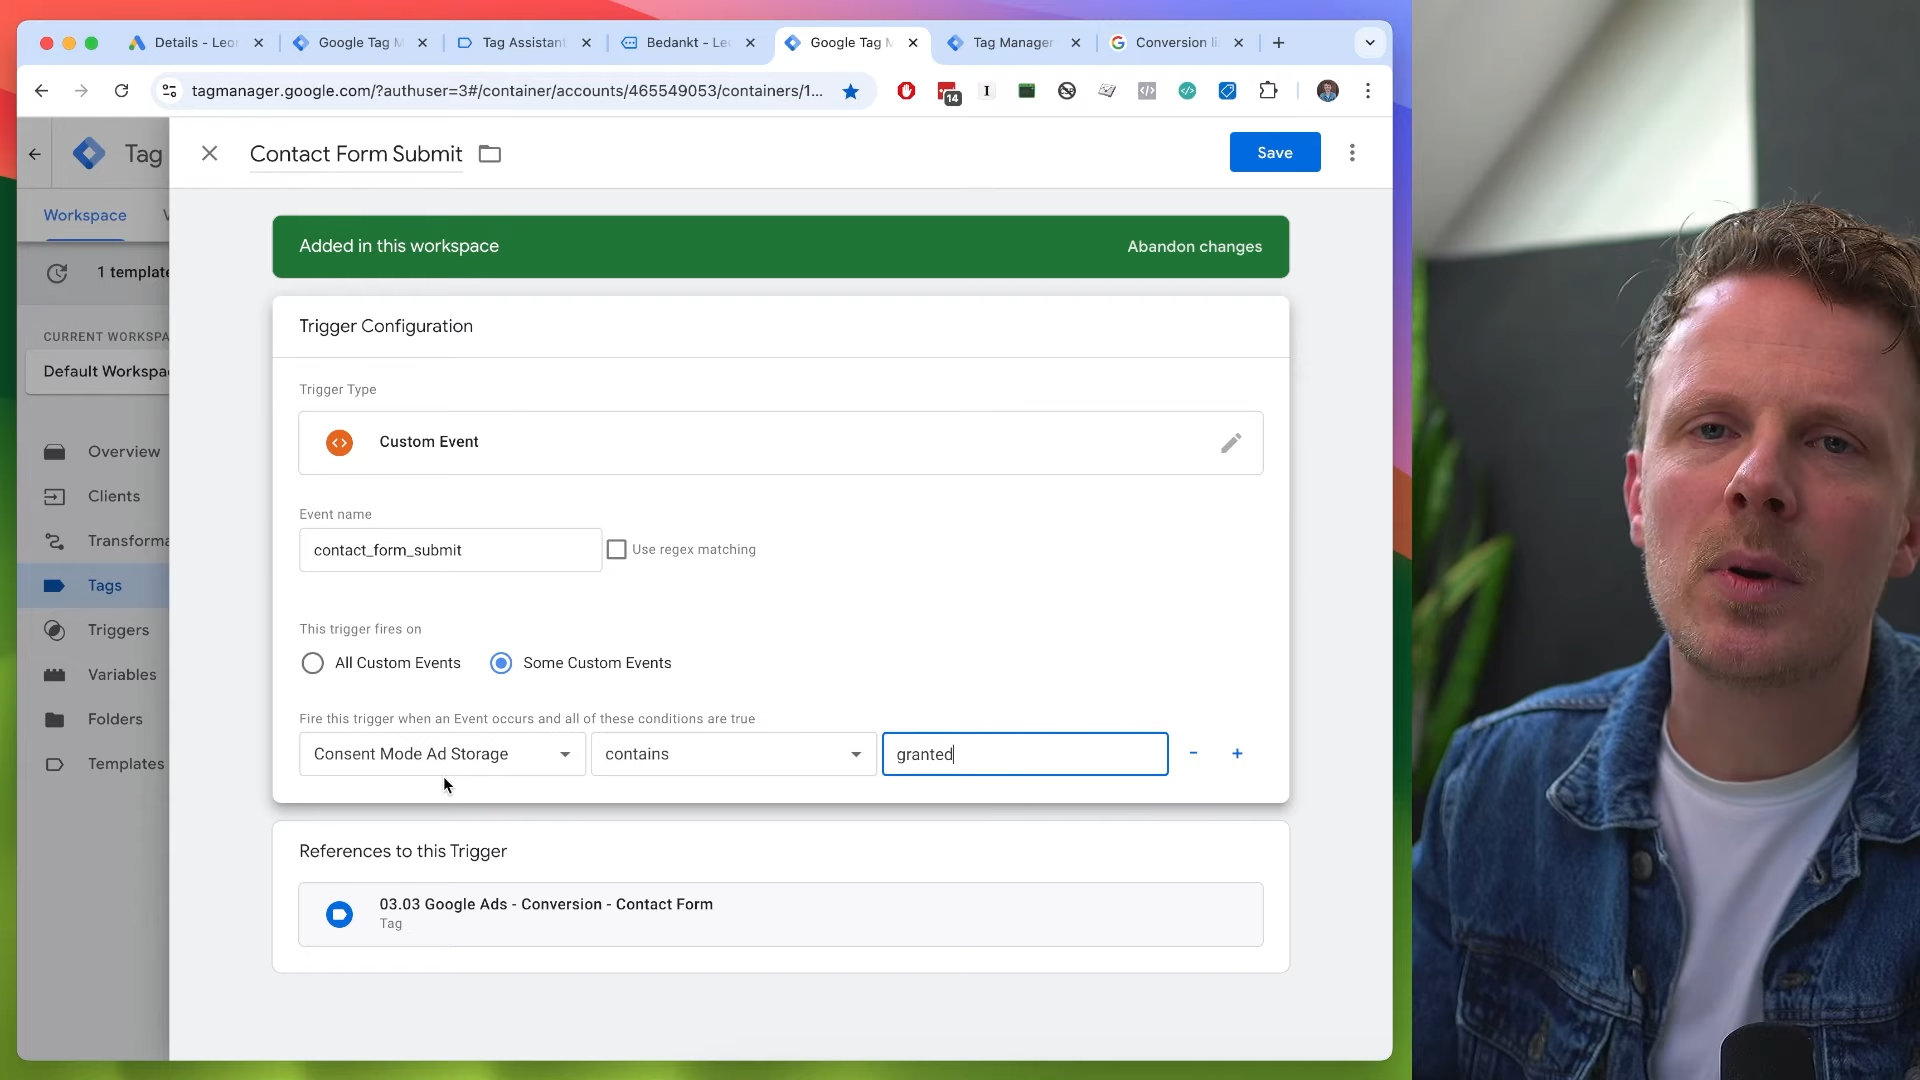 Details - Leo
Google Tag M
Tag Assistant
Bedankt - Le
Google Tag M
Tag Manager
Conversion li
tagmanager.google.com/?authuser=3#/container/accounts/465549053/containers/1...
14
I
Tag
Contact Form Submit
Save
Workspace
Added in this workspace
Abandon changes
1 template
Trigger Configuration
CURRENT WORKSPA
Default Workspa
Trigger Type
Custom Event
Overview
Clients
Event name
Transforma
contact_form_submit
Use regex matching
Tags
Triggers
This trigger fires on
All Custom Events
Some Custom Events
Variables
Folders
Fire this trigger when an Event occurs and all of these conditions are true
Templates
Consent Mode Ad Storage
contains
granted
References to this Trigger
03.03 Google Ads - Conversion - Contact Form
Tag